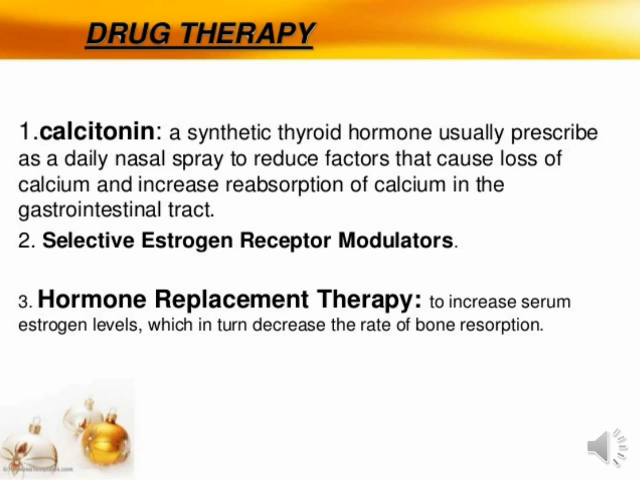 DRUG THERAPY
1.calcitonin: a synthetic thyroid hormone usually prescribe
as a daily nasal spray to reduce factors that cause loss of
calcium and increase reabsorption of calcium in the
gastrointestinal tract.
2. Selective Estrogen Receptor Modulators.
3. Hormone Replacement Therapy: to increase serum
estrogen levels, which in turn decrease the rate of bone resorption.